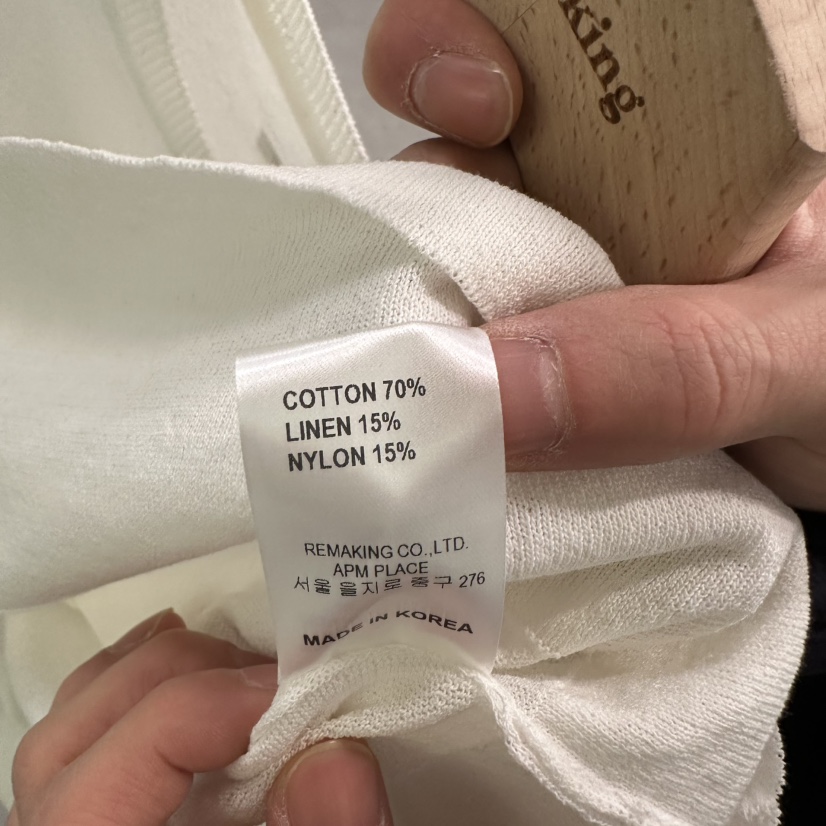 king
COTTON 70%
LINEN 15%
NYLON 15%
REMAKING CO.,LTD.
APM PLACE
서울 을지로 중구 276
MADE IN KOREA